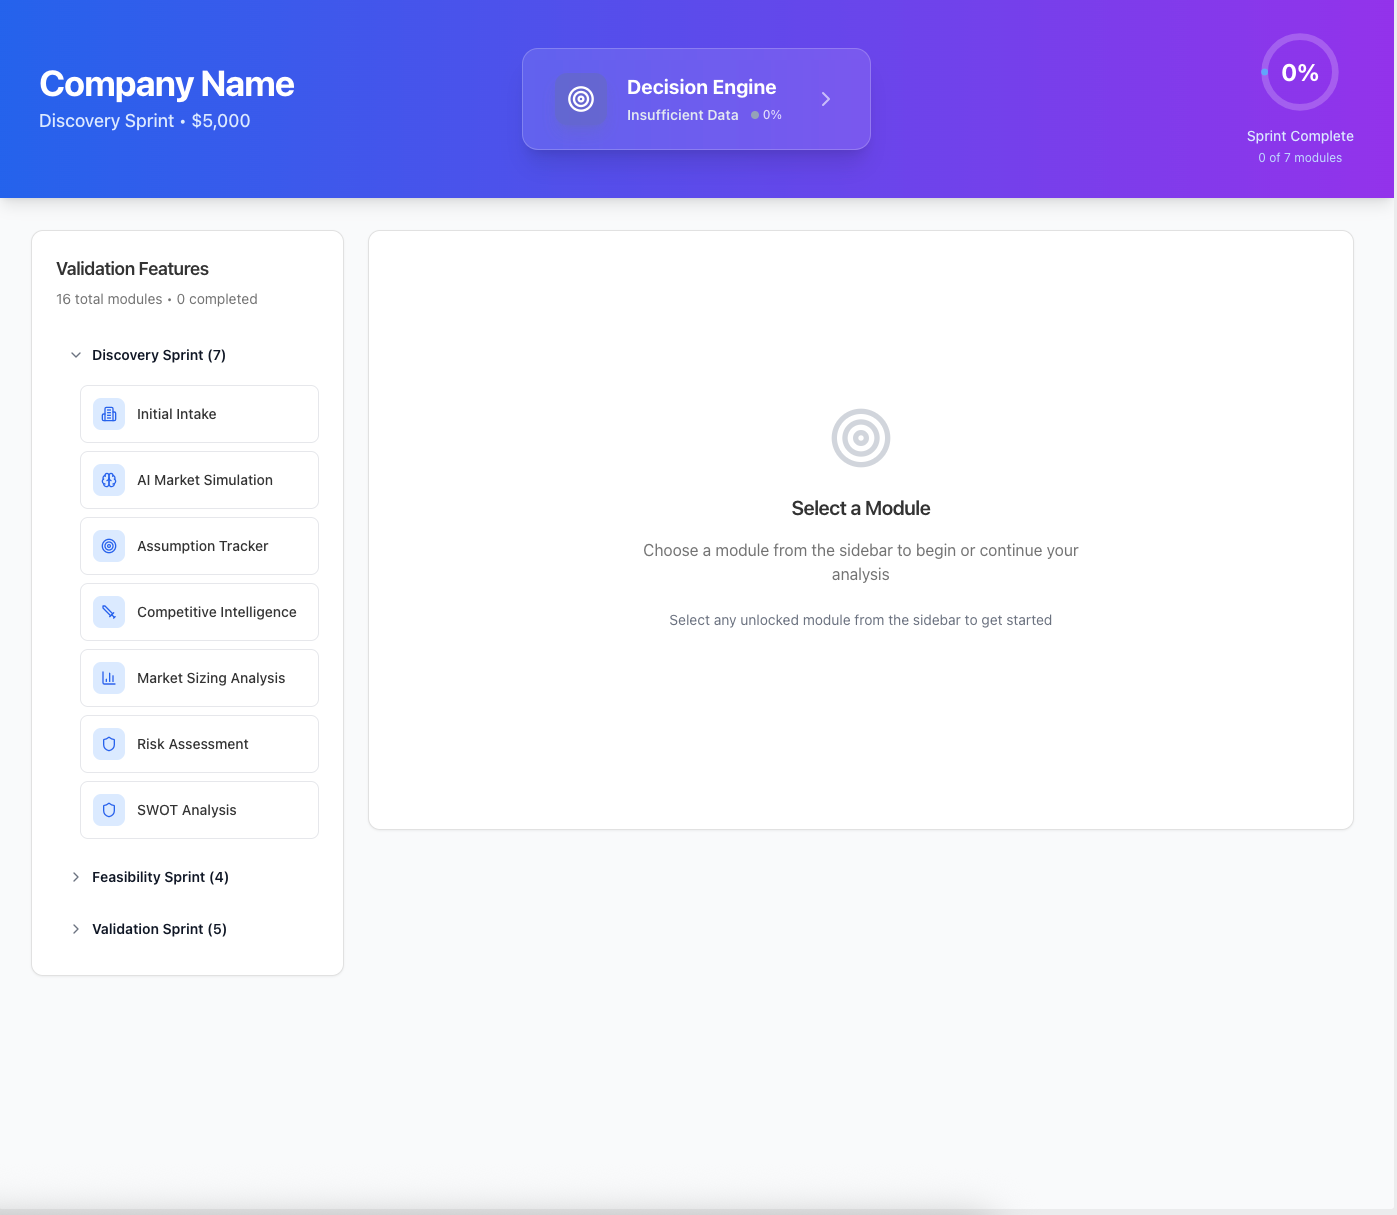 Company Name
Discovery Sprint • $5,000
Decision Engine
Insufficient Data
0%
0%
Sprint Complete
0 of 7 modules
Validation Features
16 total modules • 0 completed
Discovery Sprint (7)
Initial Intake
AI Market Simulation
Assumption Tracker
Competitive Intelligence
Market Sizing Analysis
Risk Assessment
SWOT Analysis
Feasibility Sprint (4)
Validation Sprint (5)
Select a Module
Choose a module from the sidebar to begin or continue your
analysis
Select any unlocked module from the sidebar to get started